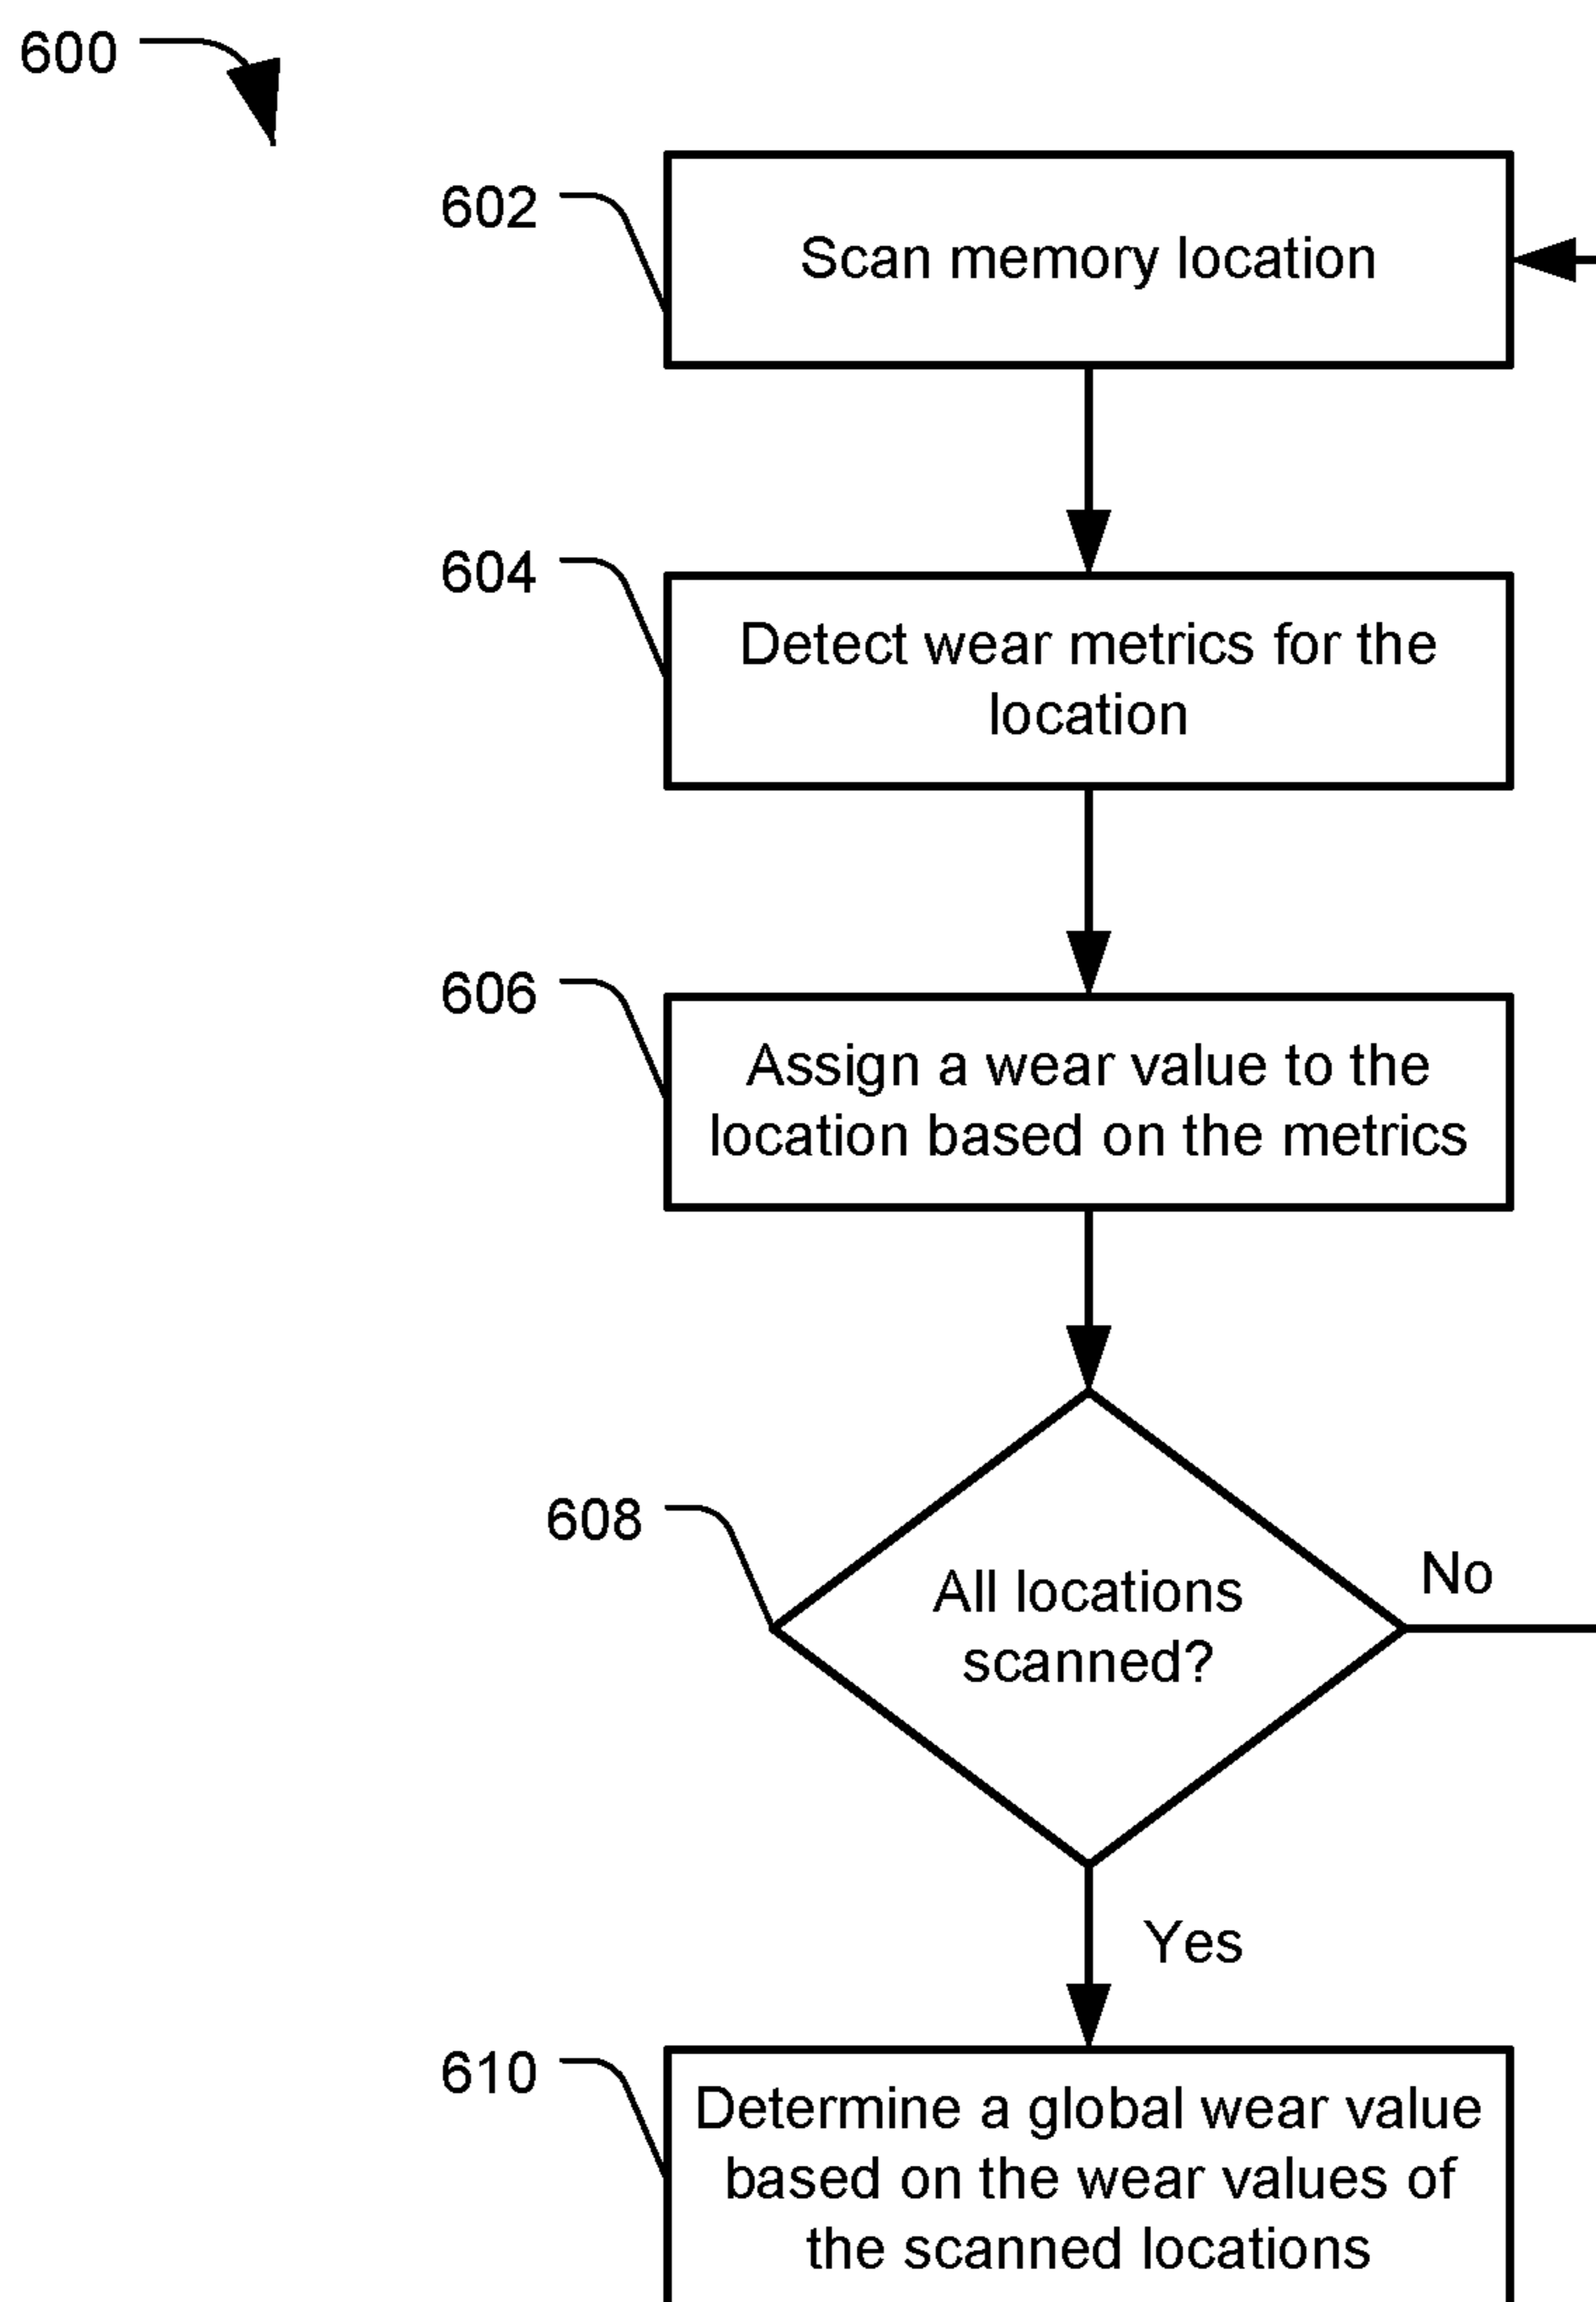 600
602
Scan memory location
604
Detect wear metrics for the
location
606
Assign a wear value to the
location based on the metrics
608
All locations
scanned?
No
Yes
610
Determine a global wear value
based on the wear values of
the scanned locations